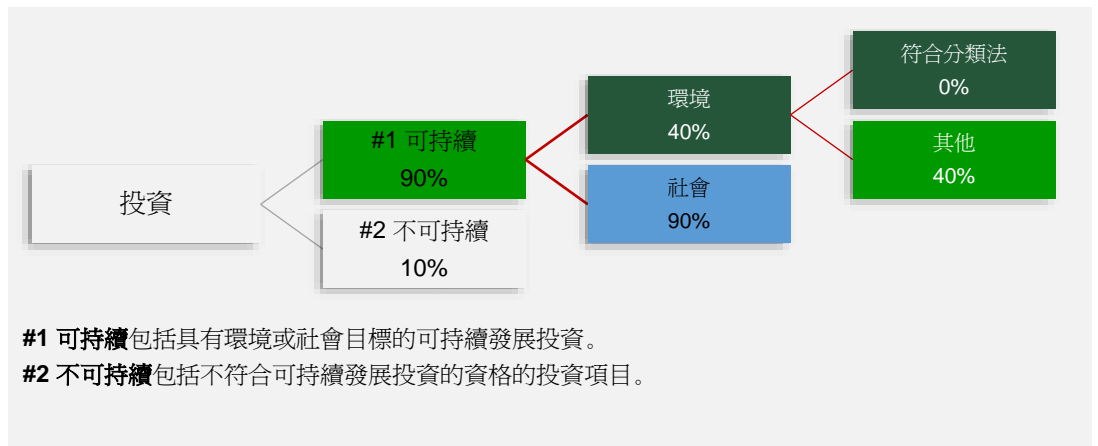 投資
#1 可持續
90%
#2 不可持續
10%
環境
40%
社會
90%
符合分類法
0%
其他
40%
#1 可持續包括具有環境或社會目標的可持續發展投資。
#2 不可持續包括不符合可持續發展投資的資格的投資項目。